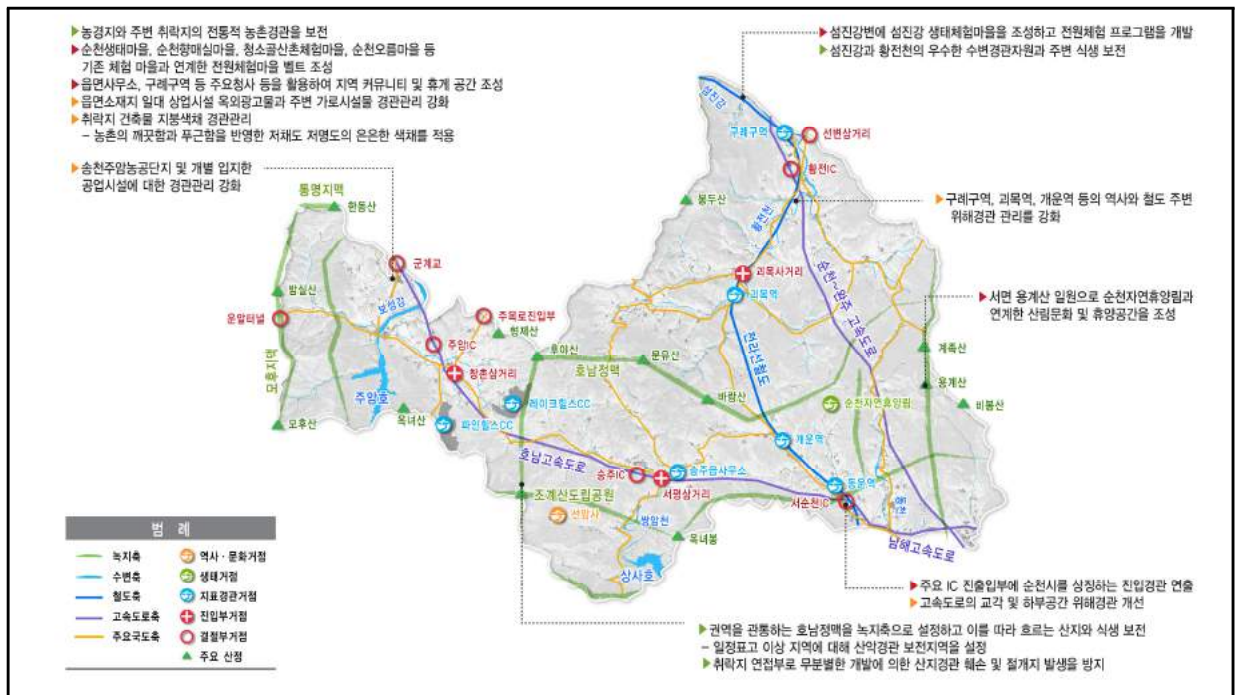 ▶농경지와 주변 취락지의 전통적 농촌경관을 보전
▶순천생태마을, 순천향매실마을, 청소골산촌체험마을, 순천오름마을 등
기존 체험 마을과 연계한 전원체험마을 벨트 조성
▶읍면사무소, 구례구역 등 주요청사 등을 활용하여 지역 커뮤니티 및 휴게 공간 조성
▶읍면소재지 일대 상업시설 옥외광고물과 주변 가로시설물 경관관리 강화
▶취락지 건축물 지붕색채 경관관리
– 농촌의 깨끗함과 푸근함을 반영한 저채도 저명도의 은은한 색채를 적용
▶송천주암농공단지 및 개별 입지한
공업시설에 대한 경관관리 강화
▶섬진강변에 섬진강 생태체험마을을 조성하고 전원체험 프로그램을 개발
▶섬진강과 황전천의 우수한 수변경관자원과 주변 식생 보전
▶구례구역, 괴목역, 개운역 등의 역사와 철도 주변
위해경관 관리를 강화
▶서면 용계산 일원으로 순천자연휴양림과
연계한 산림문화 및 휴양공간을 조성
섬진강
구례구역
선변삼거리
황전IC
통명지맥
한동산
봉두산
황전천
군계교
괴목사거리
괴목역
순천~완주 고속도로
밤실산
보성강
운알터널
주목로진입부
형제산
주암IC
창촌삼거리
후야산
호남정맥
문유산
전라선철도
계족산
용계산
모후지맥
주암호
레이크힐스CC
바랑산
순천자연휴양림
비봉산
옥녀산
모후산
파인힐스CC
개운역
호남고속도로
승주IC
승주읍사무소
서평삼거리
동운역
조계산도립공원
서순천IC
동천
선암사
쌍암천
옥녀봉
남해고속도로
상사호
범 례
녹지축
역사·문화거점
수변축
생태거점
철도축
지표경관거점
고속도로축
진입부거점
주요국도축
결절부거점
주요 산정
▶주요 IC 진출입부에 순천시를 상징하는 진입경관 연출
▶고속도로의 교각 및 하부공간 위해경관 개선
▶권역을 관통하는 호남정맥을 녹지축으로 설정하고 이를 따라 흐르는 산지와 식생 보전
– 일정표고 이상 지역에 대해 산악경관 보전지역을 설정
▶취락지 연접부로 무분별한 개발에 의한 산지경관 훼손 및 절개지 발생을 방지